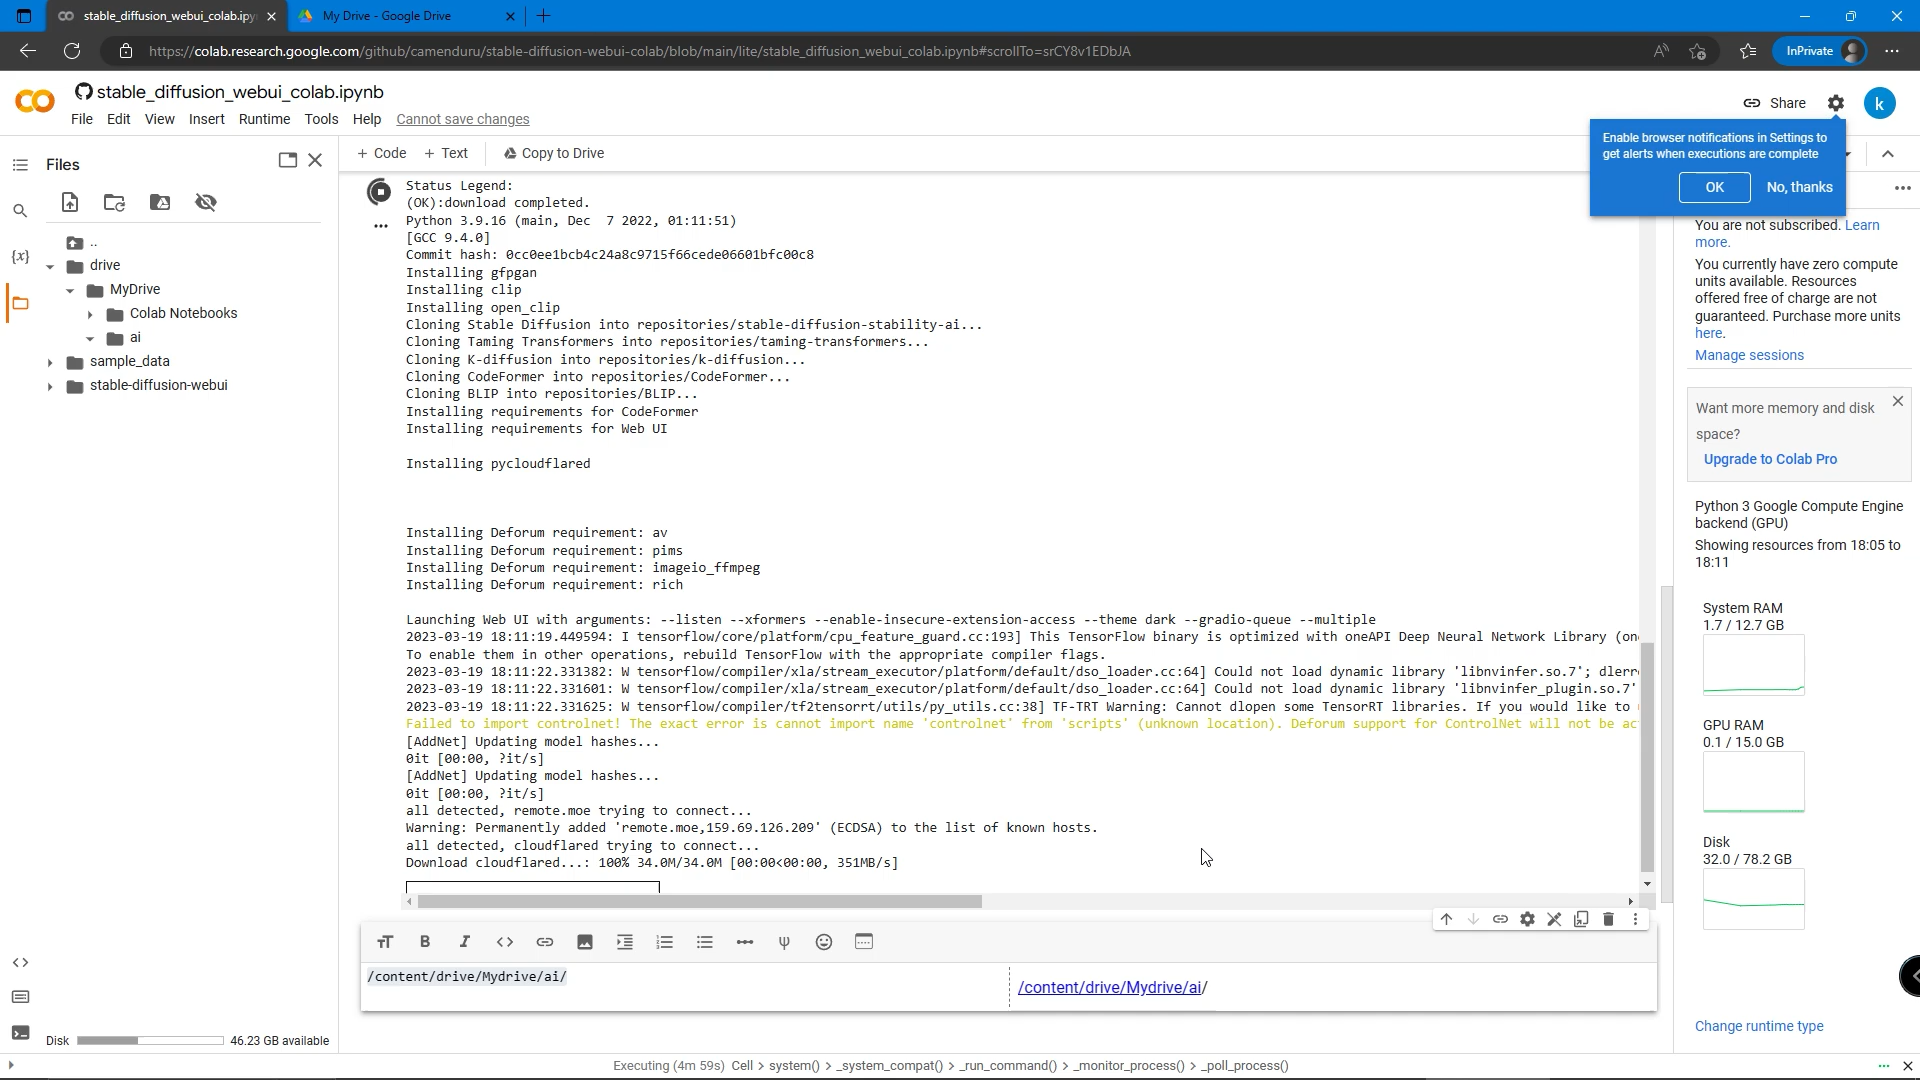 stable_diffusion_webui_colab.ipy
My Drive - Google Drive
https://colab.research.google.com/github/camenduru/stable-diffusion-webui-colab/blob/main/lite/stable_diffusion_webui_colab.ipynb#scrollTo=srCY8v1EDbJA
InPrivate
stable_diffusion_webui_colab.ipynb
File Edit View Insert Runtime Tools Help Cannot save changes
Share
k
Enable browser notifications in Settings to
get alerts when executions are complete
OK No, thanks
Files
+ Code + Text Copy to Drive
..
drive
MyDrive
Colab Notebooks
ai
sample_data
stable-diffusion-webui
Status Legend:
(OK):download completed.
Python 3.9.16 (main, Dec  7 2022, 01:11:51)
[GCC 9.4.0]
Commit hash: 0cc0ee1bcb4c24a8c9715f66cede06601bfc00c8
Installing gfpgan
Installing clip
Installing open_clip
Cloning Stable Diffusion into repositories/stable-diffusion-stability-ai...
Cloning Taming Transformers into repositories/taming-transformers...
Cloning K-diffusion into repositories/k-diffusion...
Cloning CodeFormer into repositories/CodeFormer...
Cloning BLIP into repositories/BLIP...
Installing requirements for CodeFormer
Installing requirements for Web UI
Installing pycloudflared
Installing Deforum requirement: av
Installing Deforum requirement: pims
Installing Deforum requirement: imageio_ffmpeg
Installing Deforum requirement: rich
Launching Web UI with arguments: --listen --xformers --enable-insecure-extension-access --theme dark --gradio-queue --multiple
2023-03-19 18:11:19.449594: I tensorflow/core/platform/cpu_feature_guard.cc:193] This TensorFlow binary is optimized with oneAPI Deep Neural Network Library (on
To enable them in other operations, rebuild TensorFlow with the appropriate compiler flags.
2023-03-19 18:11:22.331382: W tensorflow/compiler/xla/stream_executor/platform/default/dso_loader.cc:64] Could not load dynamic library 'libnvinfer.so.7'; dlerr
2023-03-19 18:11:22.331601: W tensorflow/compiler/xla/stream_executor/platform/default/dso_loader.cc:64] Could not load dynamic library 'libnvinfer_plugin.so.7'
2023-03-19 18:11:22.331625: W tensorflow/compiler/tf2tensorrt/utils/py_utils.cc:38] TF-TRT Warning: Cannot dlopen some TensorRT libraries. If you would like to
Failed to import controlnet! The exact error is cannot import name 'controlnet' from 'scripts' (unknown location). Deforum support for ControlNet will not be ac
[AddNet] Updating model hashes...
0it [00:00, ?it/s]
[AddNet] Updating model hashes...
0it [00:00, ?it/s]
all detected, remote.moe trying to connect...
Warning: Permanently added 'remote.moe,159.69.126.209' (ECDSA) to the list of known hosts.
all detected, cloudflared trying to connect...
Download cloudflared...: 100% 34.0M/34.0M [00:00<00:00, 351MB/s]
/content/drive/Mydrive/ai/
/content/drive/Mydrive/ai/
You are not subscribed. Learn
more.
You currently have zero compute
units available. Resources
offered free of charge are not
guaranteed. Purchase more units
here.
Manage sessions
Want more memory and disk
space?
Upgrade to Colab Pro
Python 3 Google Compute Engine
backend (GPU)
Showing resources from 18:05 to
18:11
System RAM
1.7 / 12.7 GB
GPU RAM
0.1 / 15.0 GB
Disk
32.0 / 78.2 GB
Change runtime type
Disk 46.23 GB available
Executing (4m 59s) Cell > system() > _system_compat() > _run_command() > _monitor_process() > _poll_process()